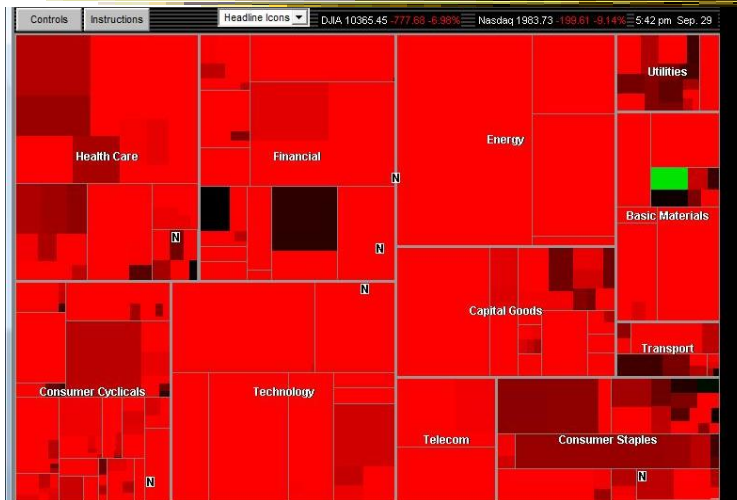 Controls Instructions Headline Icons DJIA 10365.45 -777.68 -6.98% Nasdaq 1983.73 -199.61 -9.14% 5:42 pm Sep. 29
Utilities
Health Care Financial Energy
N
Basic Materials
N
N
N
Capital Goods
Transport
Consumer Cyclicals Technology
Telecom Consumer Staples
N
N